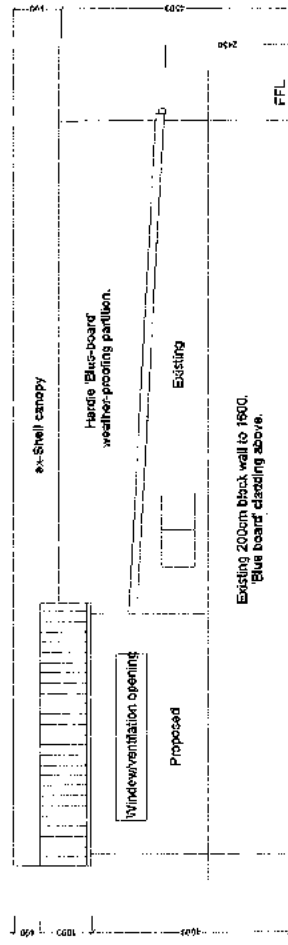 2450
FFL
ex-Shell canopy
Hardie 'Blue-board'
weather-proofing partition.
Existing
Existing 200cm block wall to 1600.
'Blue board' cladding above.
Window/ventilation opening
Proposed